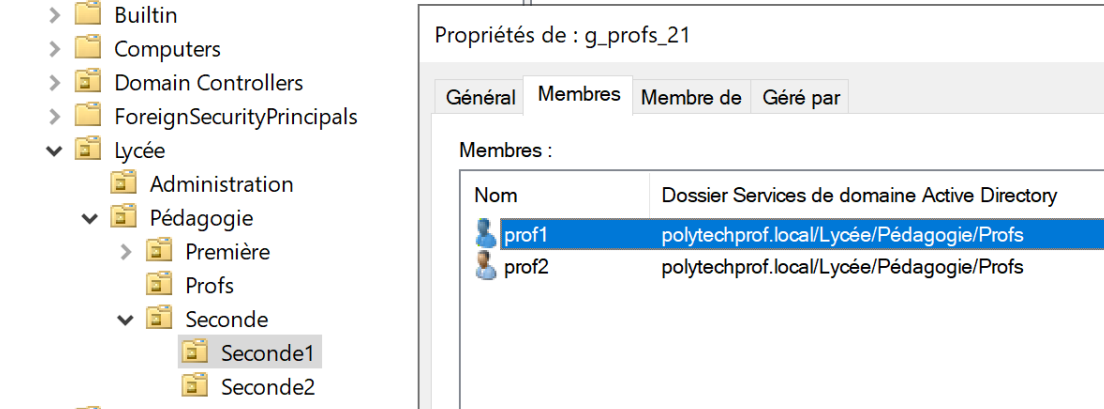 Builtin
Computers
Domain Controllers
ForeignSecurityPrincipals
Lycée
Administration
Pédagogie
Première
Profs
Seconde
Seconde1
Seconde2
Propriétés de : g_profs_21
Général Membres Membre de Géré par
Membres :
Nom Dossier Services de domaine Active Directory
prof1 polytechprof.local/Lycée/Pédagogie/Profs
prof2 polytechprof.local/Lycée/Pédagogie/Profs